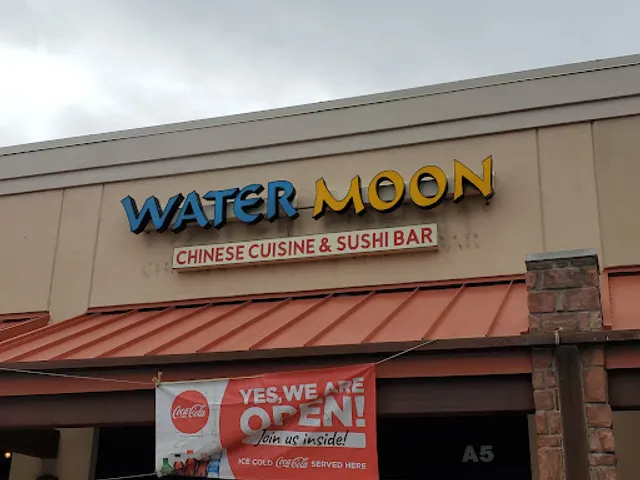 WATER MOON
CHINESE CUISINE & SUSHI BAR
Coca-Cola
YES, WE ARE
OPEN!
Join us inside!
ICE COLD Coca-Cola SERVED HERE
A5